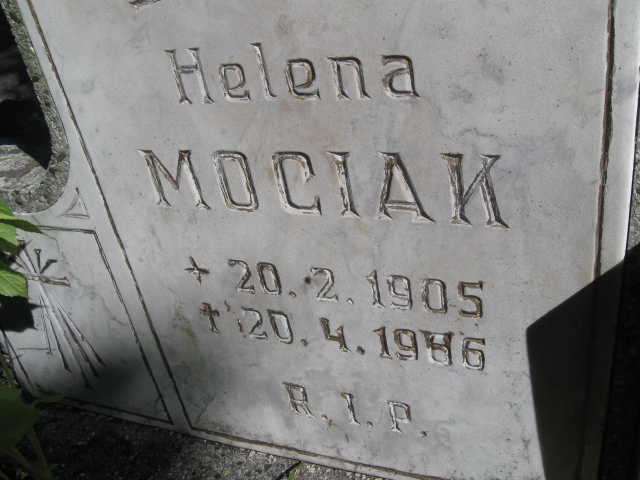 Helena
MOCIAK
* 20. 2. 1905
† 20. 4. 1986
R. I. P.